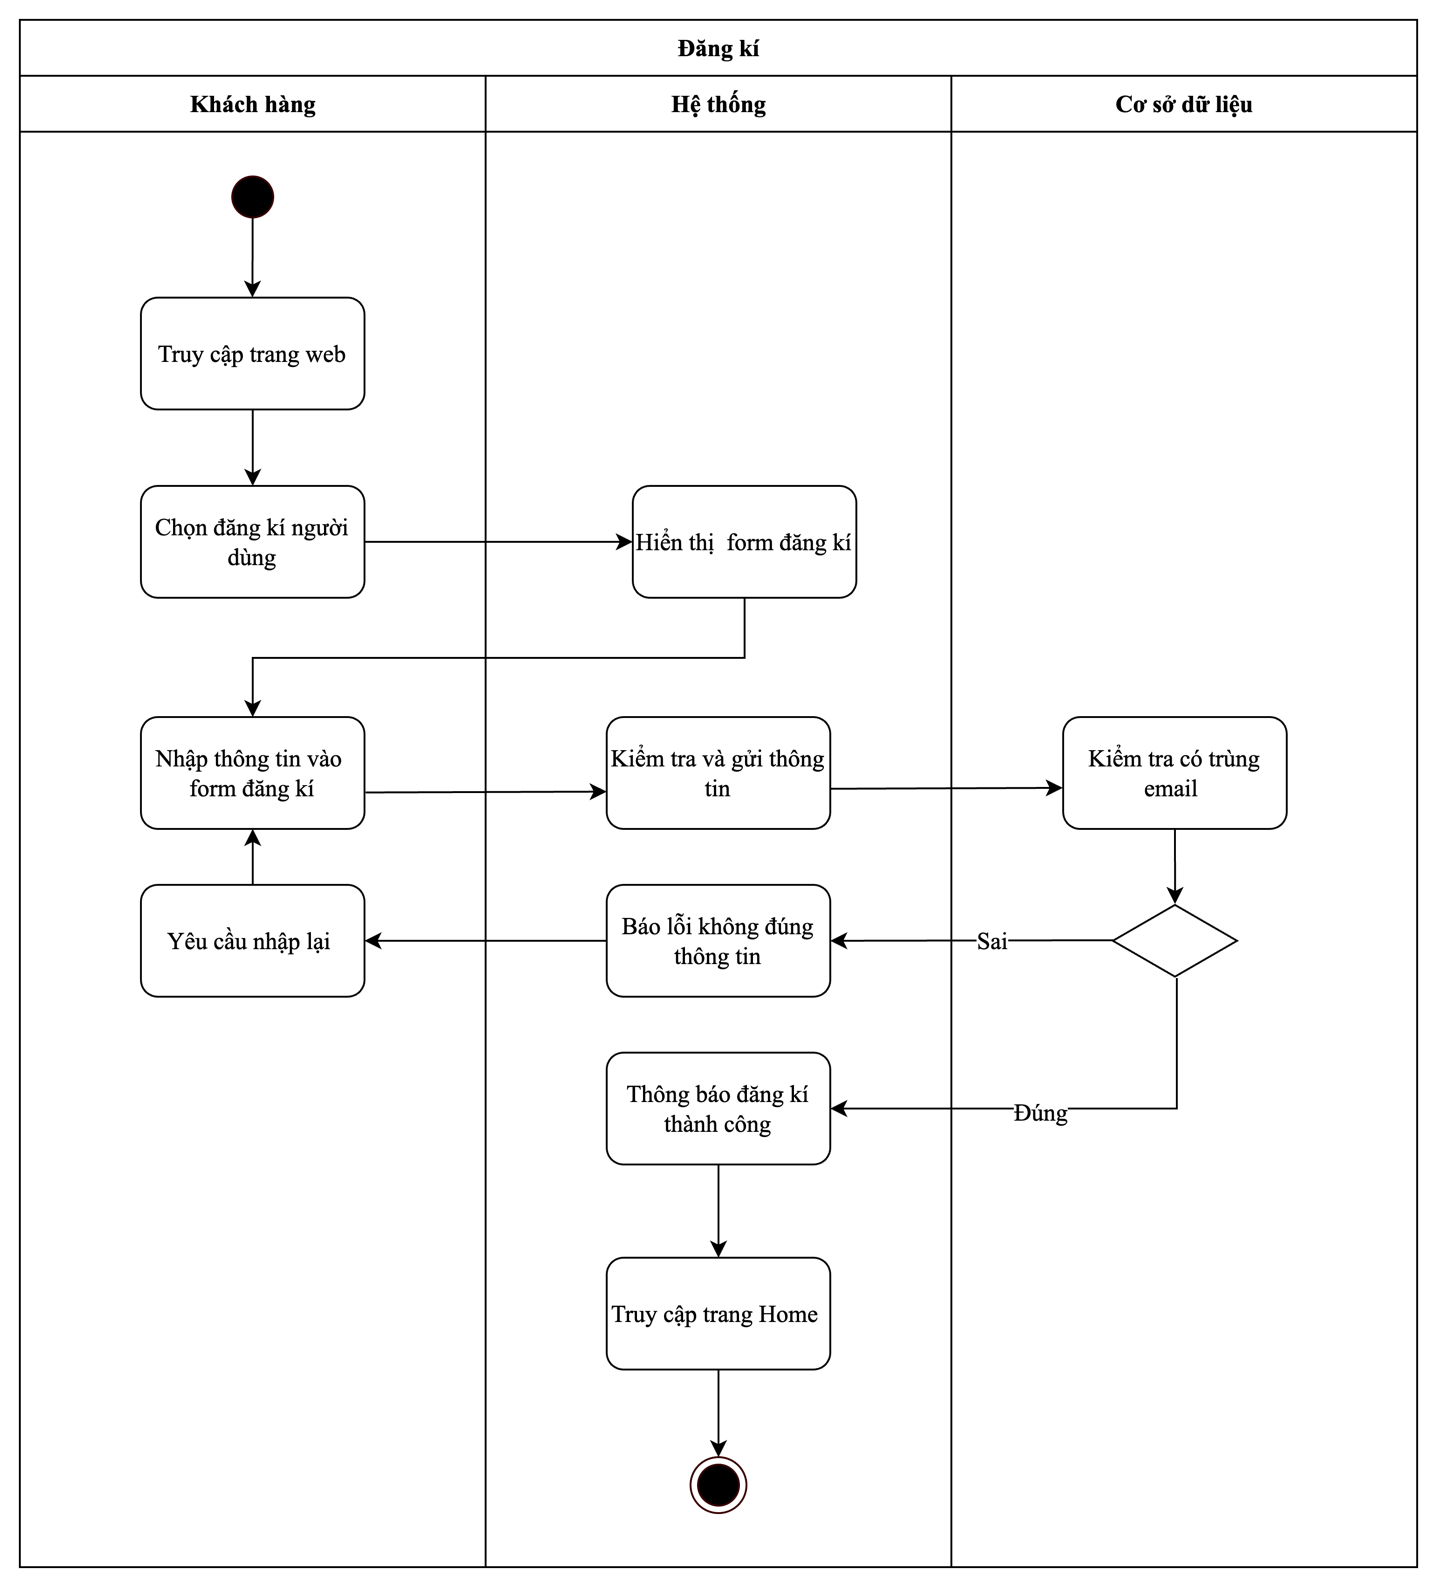 Đăng kí
Khách hàng
Hệ thống
Cơ sở dữ liệu
Truy cập trang web
Chọn đăng kí người
dùng
Hiển thị form đăng kí
Nhập thông tin vào
form đăng kí
Kiểm tra và gửi thông
tin
Kiểm tra có trùng
email
Yêu cầu nhập lại
Báo lỗi không đúng
thông tin
Sai
Thông báo đăng kí
thành công
Đúng
Truy cập trang Home